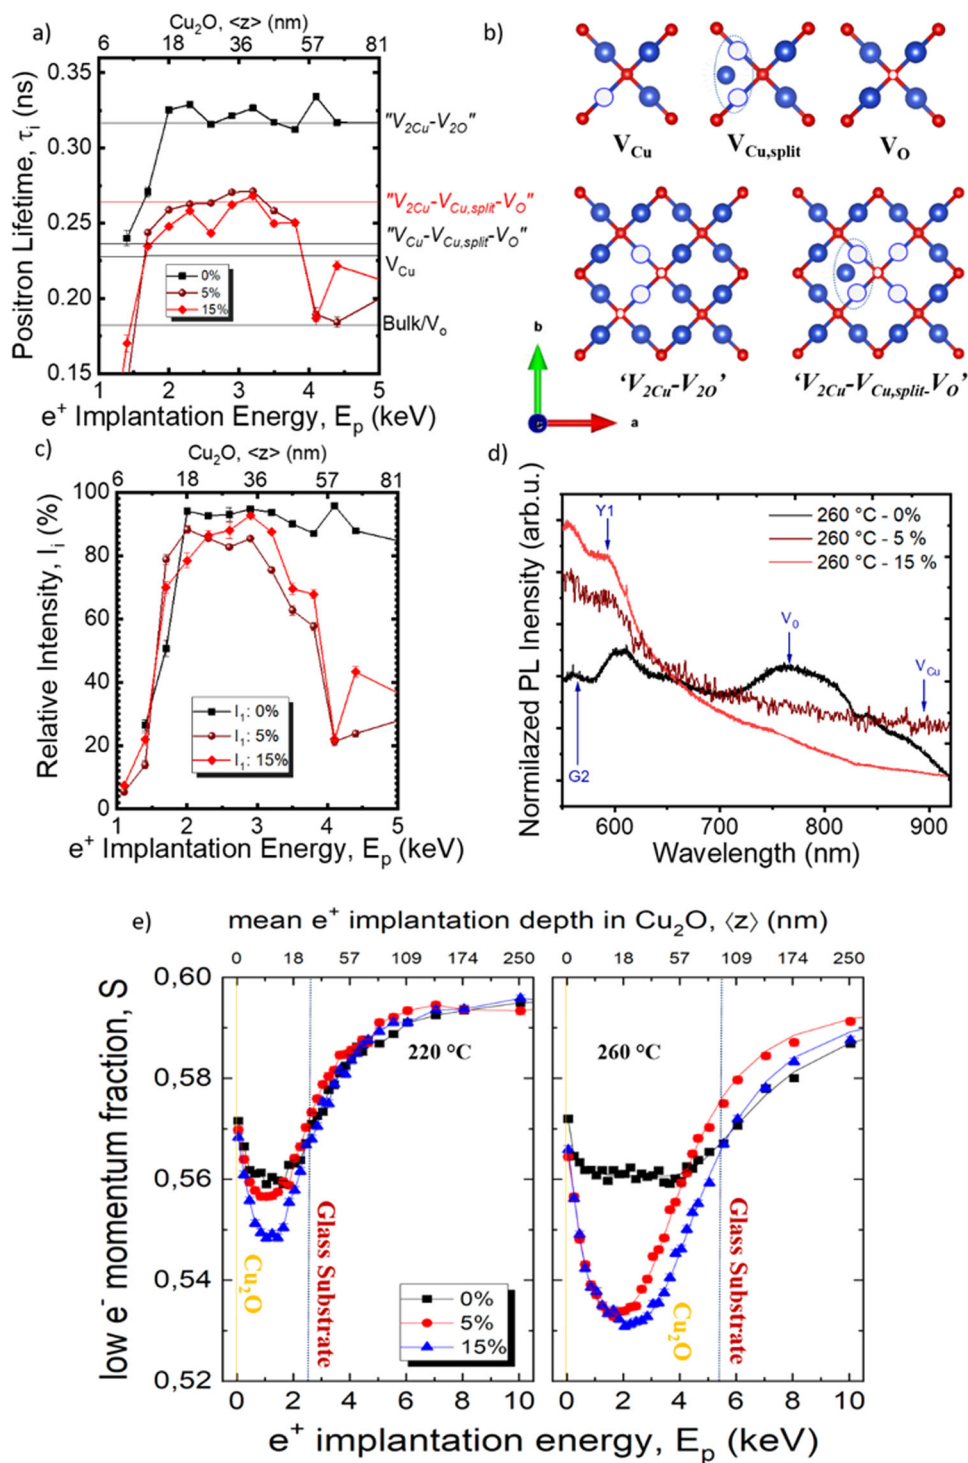 a)
Cu2O, <z> (nm)
6 18 36 57 81
Positron Lifetime, τi (ns)
0.35
0.30
0.25
0.20
0.15
"V2Cu-V2O"
"V2Cu-VCu,split-VO"
"VCu-VCu,split-VO"
VCu
Bulk/Vo
0%
5%
15%
1 2 3 4 5
e+ Implantation Energy, Ep (keV)
b)
VCu VCu,split VO
'V2Cu-V2O' 'V2Cu-VCu,split-VO'
b
a
c)
Cu2O, <z> (nm)
6 18 36 57 81
Relative Intensity, Ii (%)
100
80
60
40
20
0
I1: 0%
I1: 5%
I1: 15%
1 2 3 4 5
e+ Implantation Energy, Ep (keV)
d)
Normilazed PL Inensity (arb.u.)
Y1
260 °C - 0%
260 °C - 5 %
260 °C - 15 %
V0
VCu
G2
600 700 800 900
Wavelength (nm)
e)
mean e+ implantation depth in Cu2O, ⟨z⟩ (nm)
0 18 57 109 174 250 0 18 57 109 174 250
low e- momentum fraction, S
0,60
0,58
0,56
0,54
0,52
220 °C
260 °C
Cu2O
Glass Substrate
Cu2O
Glass Substrate
0%
5%
15%
0 2 4 6 8 10 0 2 4 6 8 10
e+ implantation energy, Ep (keV)